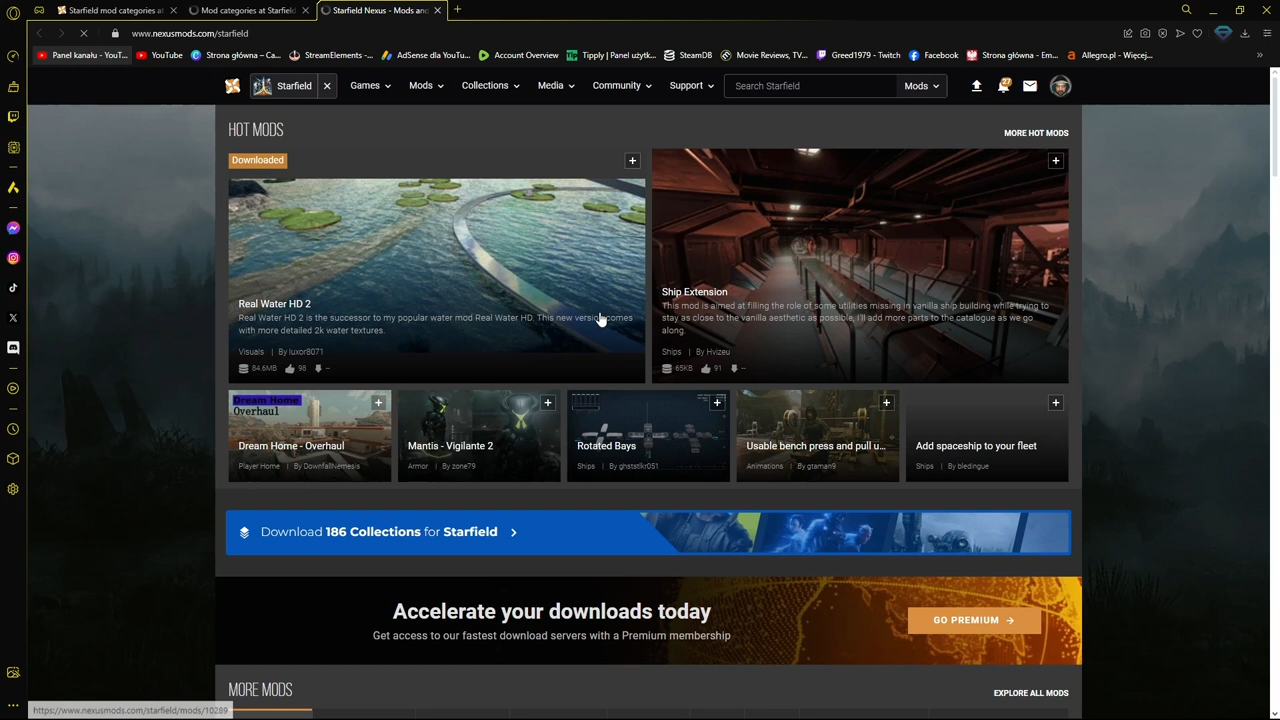 Starfield mod categories at
Mod categories at Starfield
Starfield Nexus - Mods and
www.nexusmods.com/starfield
Panel kanału - YouT...
YouTube
Strona główna – Ca...
StreamElements -...
AdSense dla YouTu...
Account Overview
Tipply | Panel użytk...
SteamDB
Movie Reviews, TV...
Greed1979 - Twitch
Facebook
Strona główna - Em...
Allegro.pl - Więcej...
Starfield
Games
Mods
Collections
Media
Community
Support
Search Starfield
Mods
27
HOT MODS
MORE HOT MODS
Downloaded
Real Water HD 2
Real Water HD 2 is the successor to my popular water mod Real Water HD. This new version comes
with more detailed 2k water textures.
Visuals | By luxor8071
84.6MB 98 --
Ship Extension
This mod is aimed at filling the role of some utilities missing in vanilla ship building while trying to
stay as close to the vanilla aesthetic as possible, I'll add more parts to the catalogue as we go
along.
Ships | By Hvizeu
65KB 91 --
Dream Home
Overhaul
Dream Home - Overhaul
Player Home | By DownfallNemesis
Mantis - Vigilante 2
Armor | By zone79
Rotated Bays
Ships | By ghststlkr051
Usable bench press and pull u...
Animations | By gtaman9
Add spaceship to your fleet
Ships | By bledingue
Download 186 Collections for Starfield
Accelerate your downloads today
Get access to our fastest download servers with a Premium membership
GO PREMIUM
MORE MODS
EXPLORE ALL MODS
https://www.nexusmods.com/starfield/mods/10289